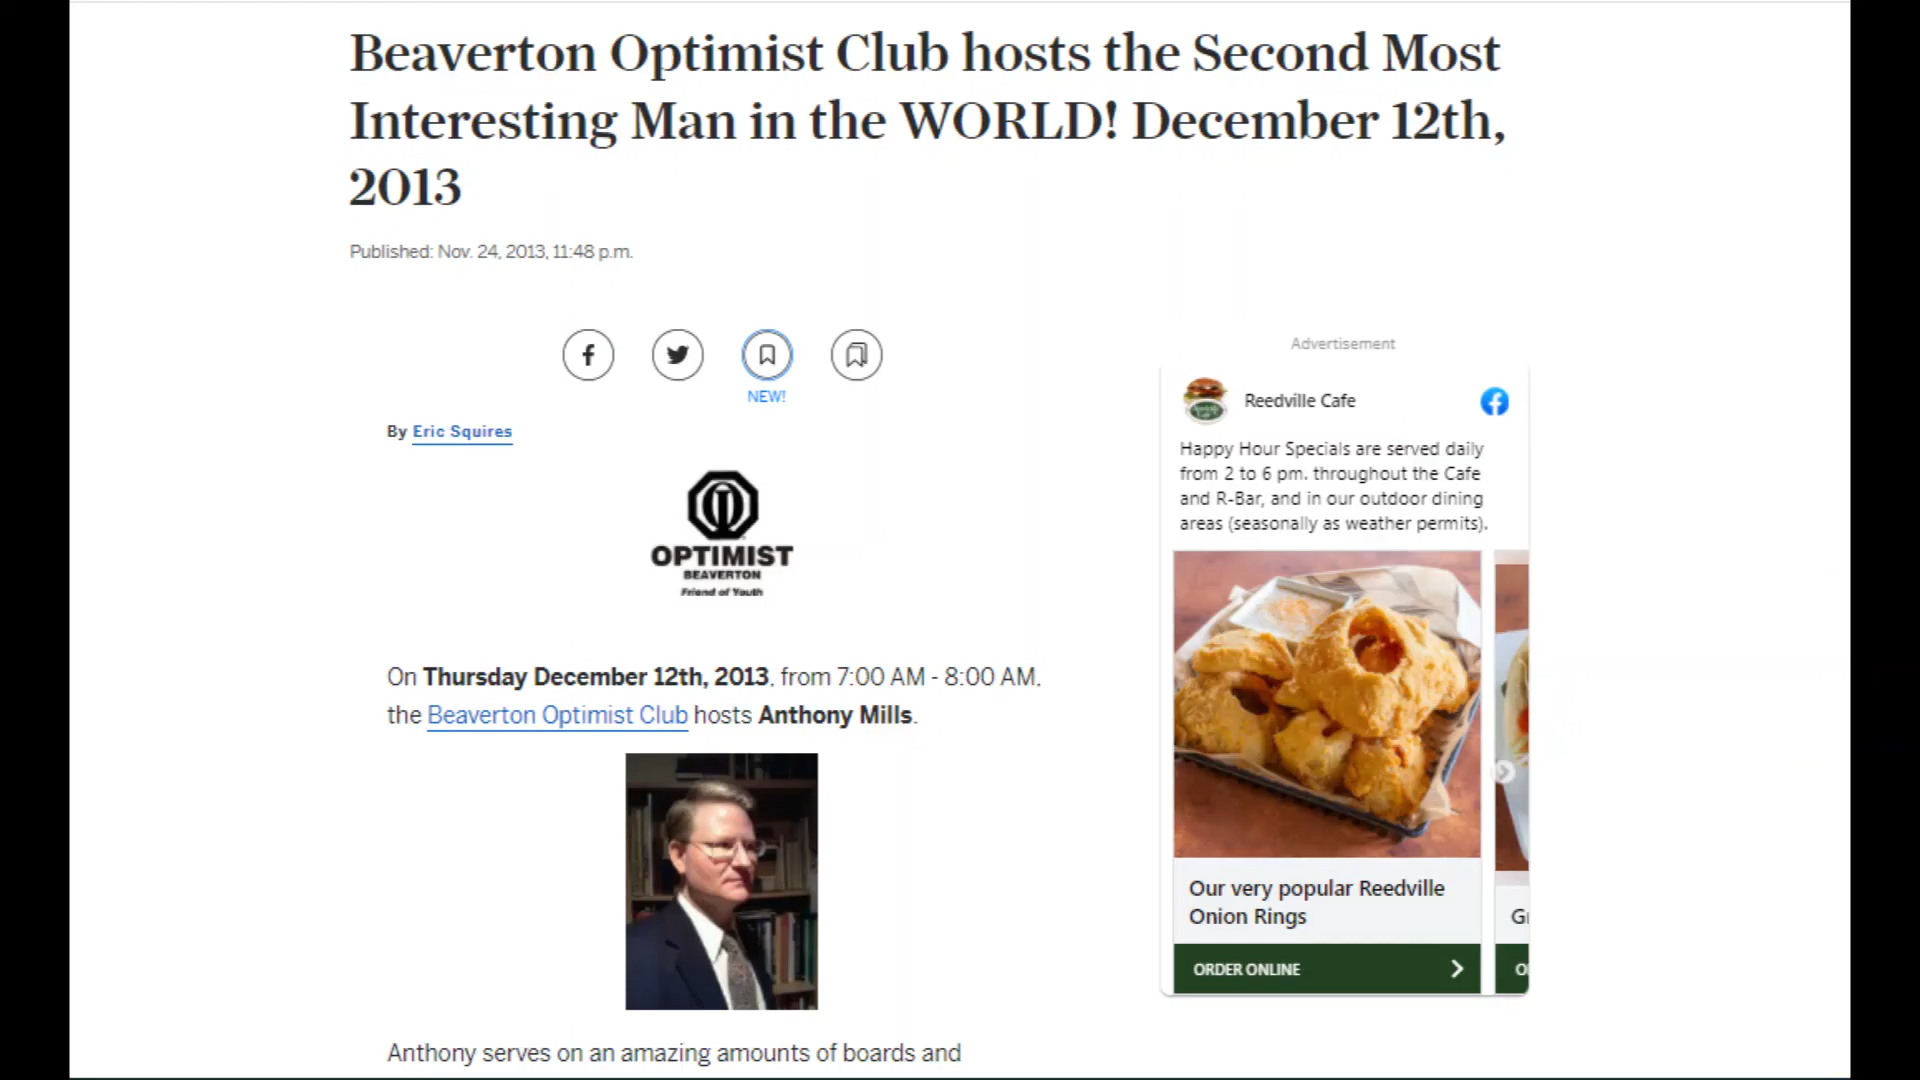 Beaverton Optimist Club hosts the Second Most
Interesting Man in the WORLD! December 12th,
2013
Published: Nov. 24, 2013, 11:48 p.m.
NEW!
By Eric Squires
OPTIMIST
BEAVERTON
Friend of Youth
On Thursday December 12th, 2013, from 7:00 AM - 8:00 AM,
the Beaverton Optimist Club hosts Anthony Mills.
Anthony serves on an amazing amounts of boards and
Advertisement
Reedville Cafe
Happy Hour Specials are served daily
from 2 to 6 pm. throughout the Cafe
and R-Bar, and in our outdoor dining
areas (seasonally as weather permits).
Our very popular Reedville
Onion Rings
ORDER ONLINE